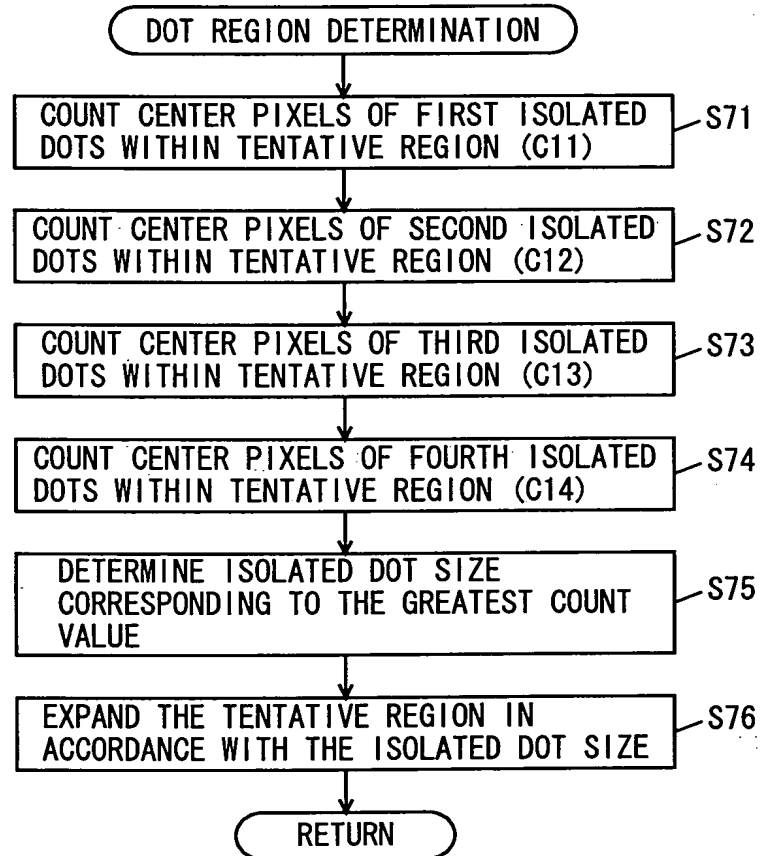 DOT REGION DETERMINATION
COUNT CENTER PIXELS OF FIRST ISOLATED
DOTS WITHIN TENTATIVE REGION (C11)
S71
COUNT CENTER PIXELS OF SECOND ISOLATED
DOTS WITHIN TENTATIVE REGION (C12)
S72
COUNT CENTER PIXELS OF THIRD ISOLATED
DOTS WITHIN TENTATIVE REGION (C13)
S73
COUNT CENTER PIXELS OF FOURTH ISOLATED
DOTS WITHIN TENTATIVE REGION (C14)
S74
DETERMINE ISOLATED DOT SIZE
CORRESPONDING TO THE GREATEST COUNT
VALUE
S75
EXPAND THE TENTATIVE REGION IN
ACCORDANCE WITH THE ISOLATED DOT SIZE
S76
RETURN